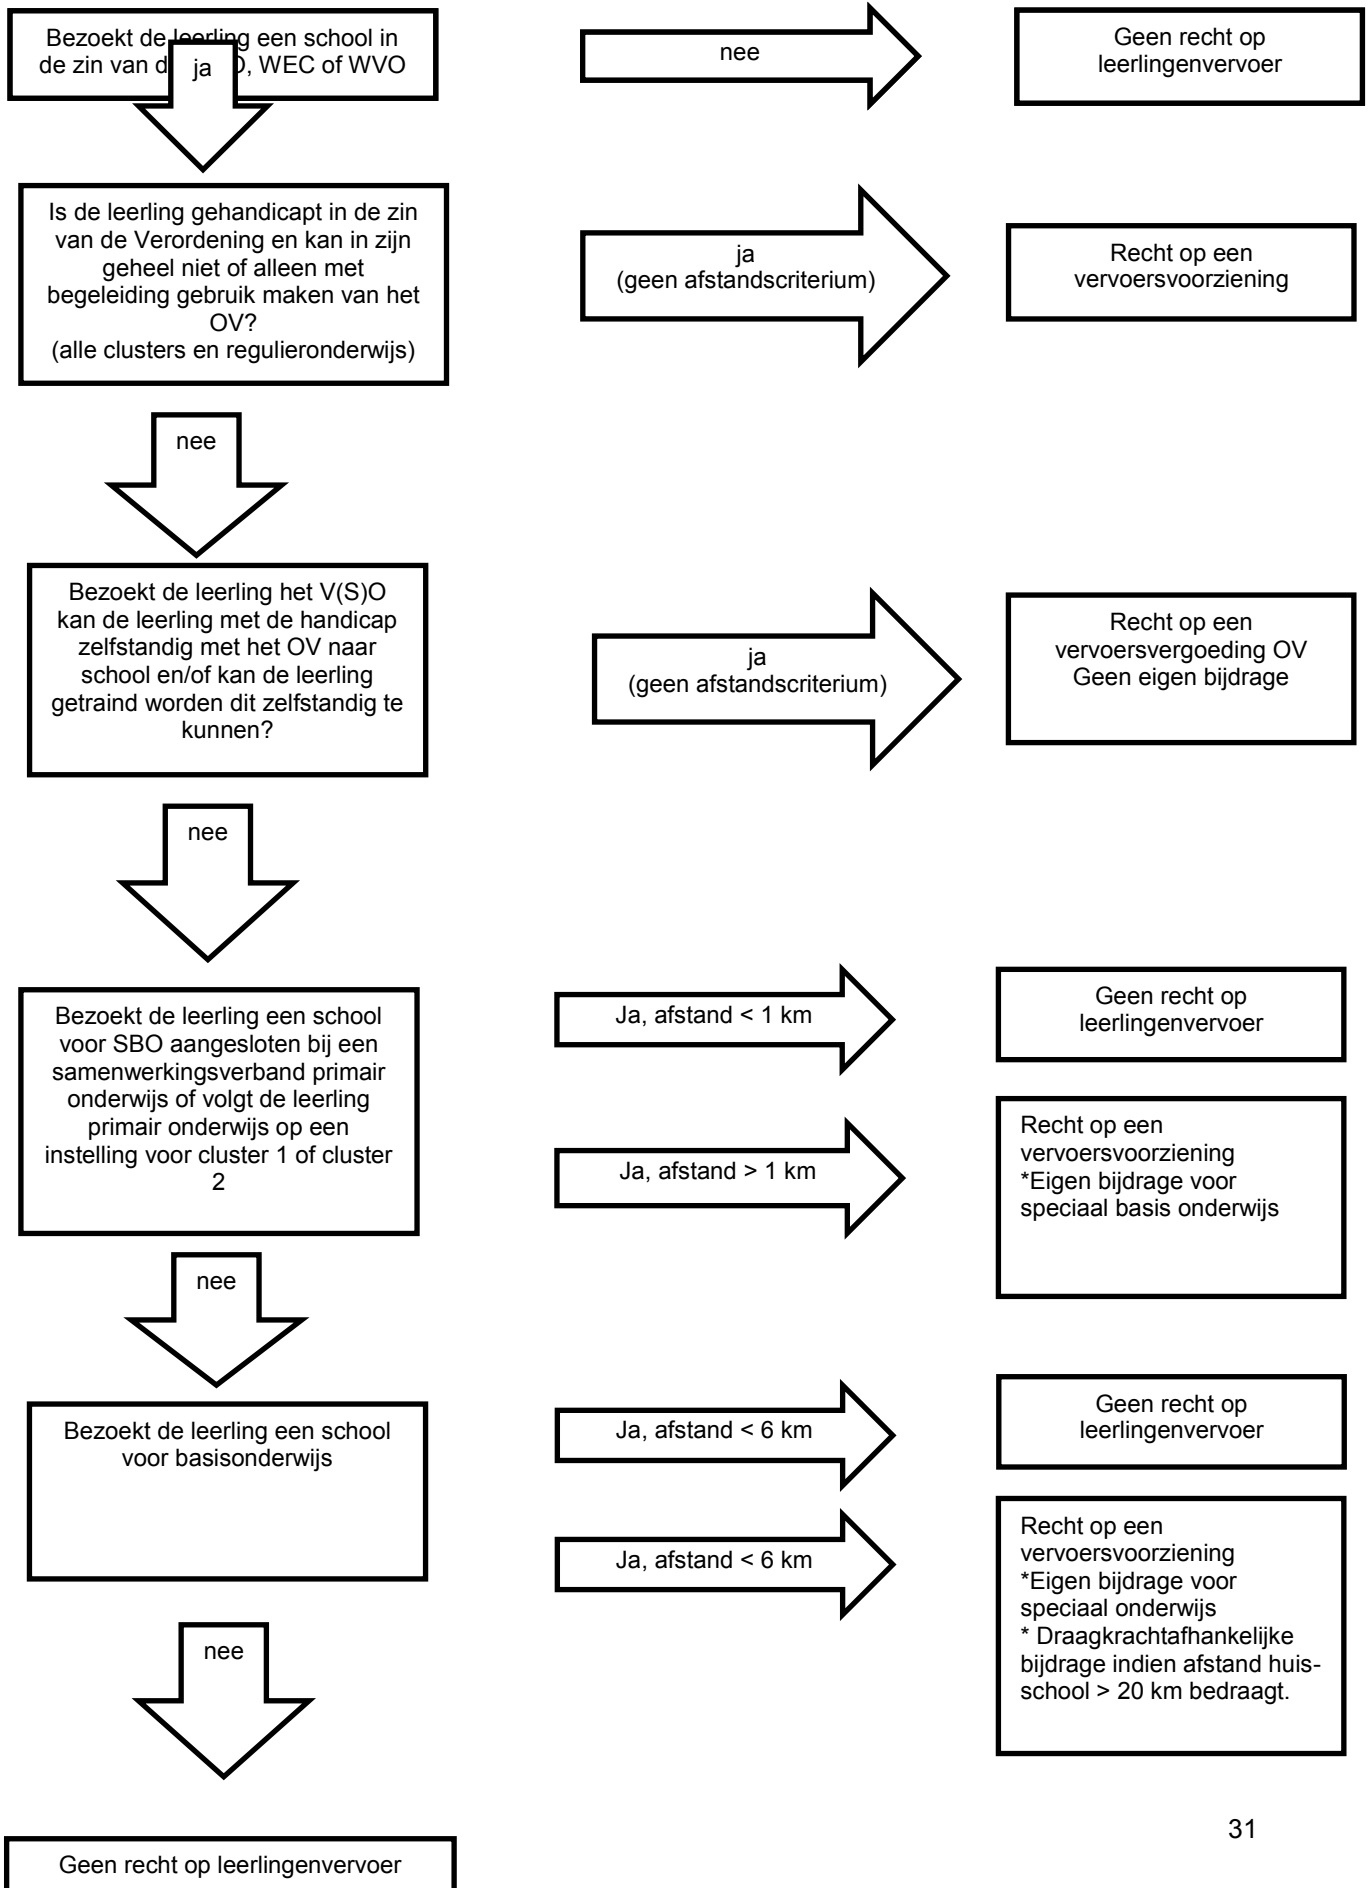 Bezoekt de leerling een school in
de zin van d O, WEC of WVO
ja
nee
Geen recht op
leerlingenvervoer
Is de leerling gehandicapt in de zin
van de Verordening en kan in zijn
geheel niet of alleen met
begeleiding gebruik maken van het
OV?
(alle clusters en regulieronderwijs)
ja
(geen afstandscriterium)
Recht op een
vervoersvoorziening
nee
Bezoekt de leerling het V(S)O
kan de leerling met de handicap
zelfstandig met het OV naar
school en/of kan de leerling
getraind worden dit zelfstandig te
kunnen?
ja
(geen afstandscriterium)
Recht op een
vervoersvergoeding OV
Geen eigen bijdrage
nee
Bezoekt de leerling een school
voor SBO aangesloten bij een
samenwerkingsverband primair
onderwijs of volgt de leerling
primair onderwijs op een
instelling voor cluster 1 of cluster
2
Ja, afstand < 1 km
Geen recht op
leerlingenvervoer
Ja, afstand > 1 km
Recht op een
vervoersvoorziening
*Eigen bijdrage voor
speciaal basis onderwijs
nee
Bezoekt de leerling een school
voor basisonderwijs
Ja, afstand < 6 km
Geen recht op
leerlingenvervoer
Ja, afstand < 6 km
Recht op een
vervoersvoorziening
*Eigen bijdrage voor
speciaal onderwijs
* Draagkrachtafhankelijke
bijdrage indien afstand huis-
school > 20 km bedraagt.
nee
Geen recht op leerlingenvervoer
31